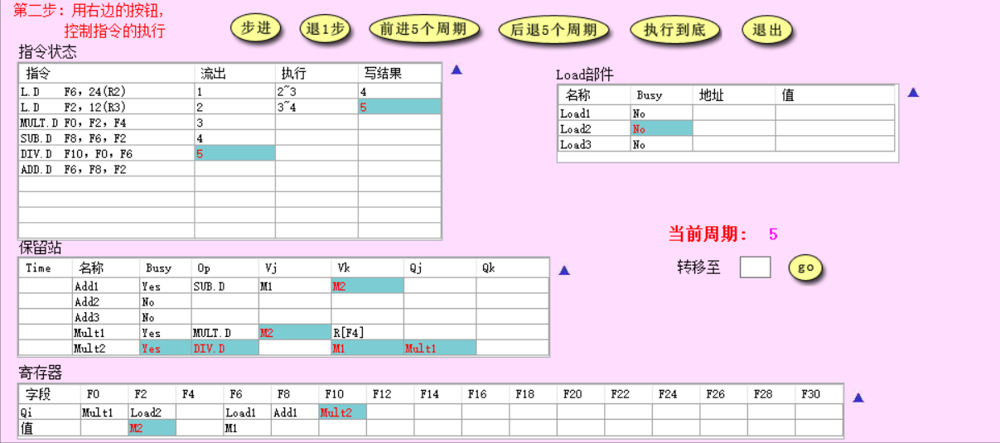 第二步：用右边的按钮，
控制指令的执行
步进 退1步 前进5个周期 后退5个周期 执行到底 退出
指令状态
指令 流出 执行 写结果
L.D F6, 24(R2) 1 2~3 4
L.D F2, 12(R3) 2 3~4 5
MULT.D F0, F2, F4 3
SUB.D F8, F6, F2 4
DIV.D F10, F0, F6 5
ADD.D F6, F8, F2
Load部件
名称 Busy 地址 值
Load1 No
Load2 No
Load3 No
当前周期： 5
转移至 go
保留站
Time 名称 Busy Op Vj Vk Qj Qk
Add1 Yes SUB.D M1 M2
Add2 No
Add3 No
Mult1 Yes MULT.D M2 R[F4]
Mult2 Yes DIV.D M1 Mult1
寄存器
字段 F0 F2 F4 F6 F8 F10 F12 F14 F16 F18 F20 F22 F24 F26 F28 F30
Qi Mult1 Load2 Load1 Add1 Mult2
值 M2 M1